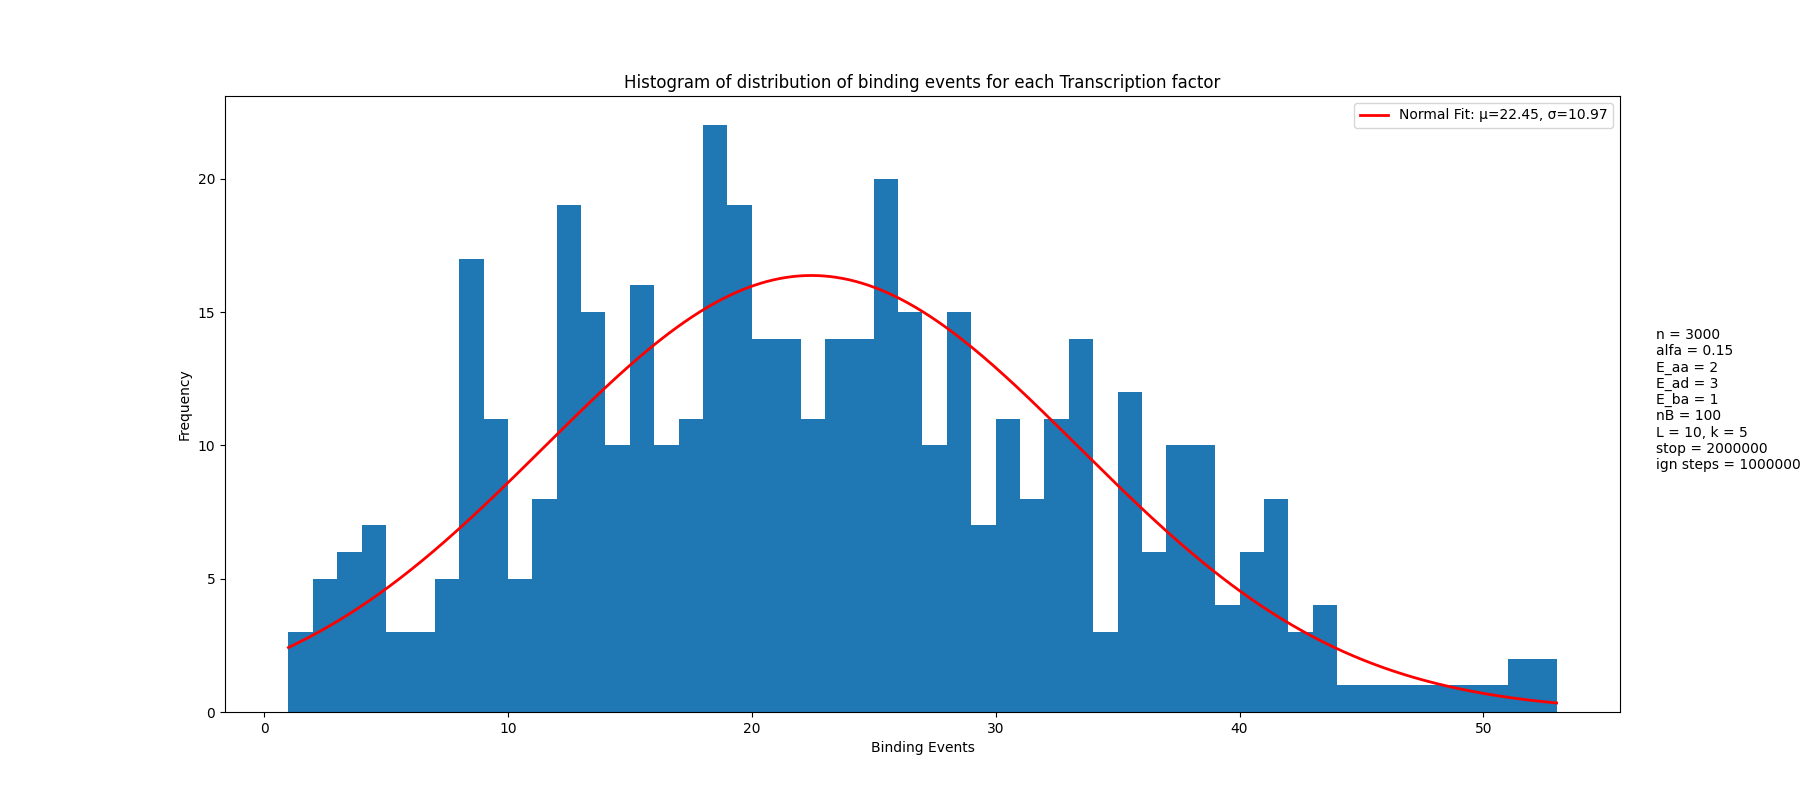 Histogram of distribution of binding events for each Transcription factor
Normal Fit: μ=22.45, σ=10.97
Frequency
20
15
10
5
0
0 10 20 30 40 50
Binding Events
n = 3000
alfa = 0.15
E_aa = 2
E_ad = 3
E_ba = 1
nB = 100
L = 10, k = 5
stop = 2000000
ign steps = 1000000